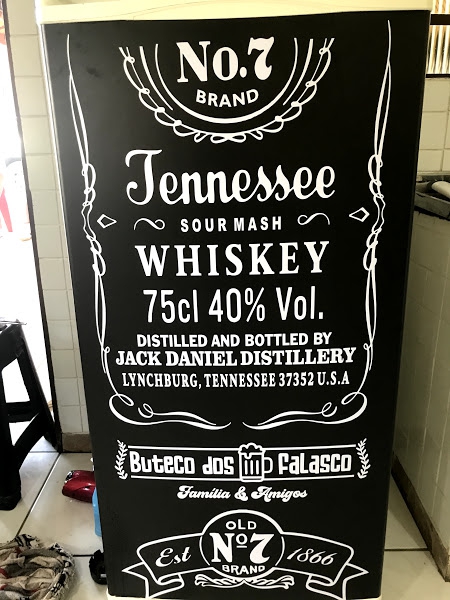 No.7
BRAND
Tennessee
SOUR MASH
WHISKEY
75cl 40% Vol.
DISTILLED AND BOTTLED BY
JACK DANIEL DISTILLERY
LYNCHBURG, TENNESSEE 37352 U.S.A
Buteco dos Falasco
Família & Amigos
OLD
Est Nº7 1866
BRAND